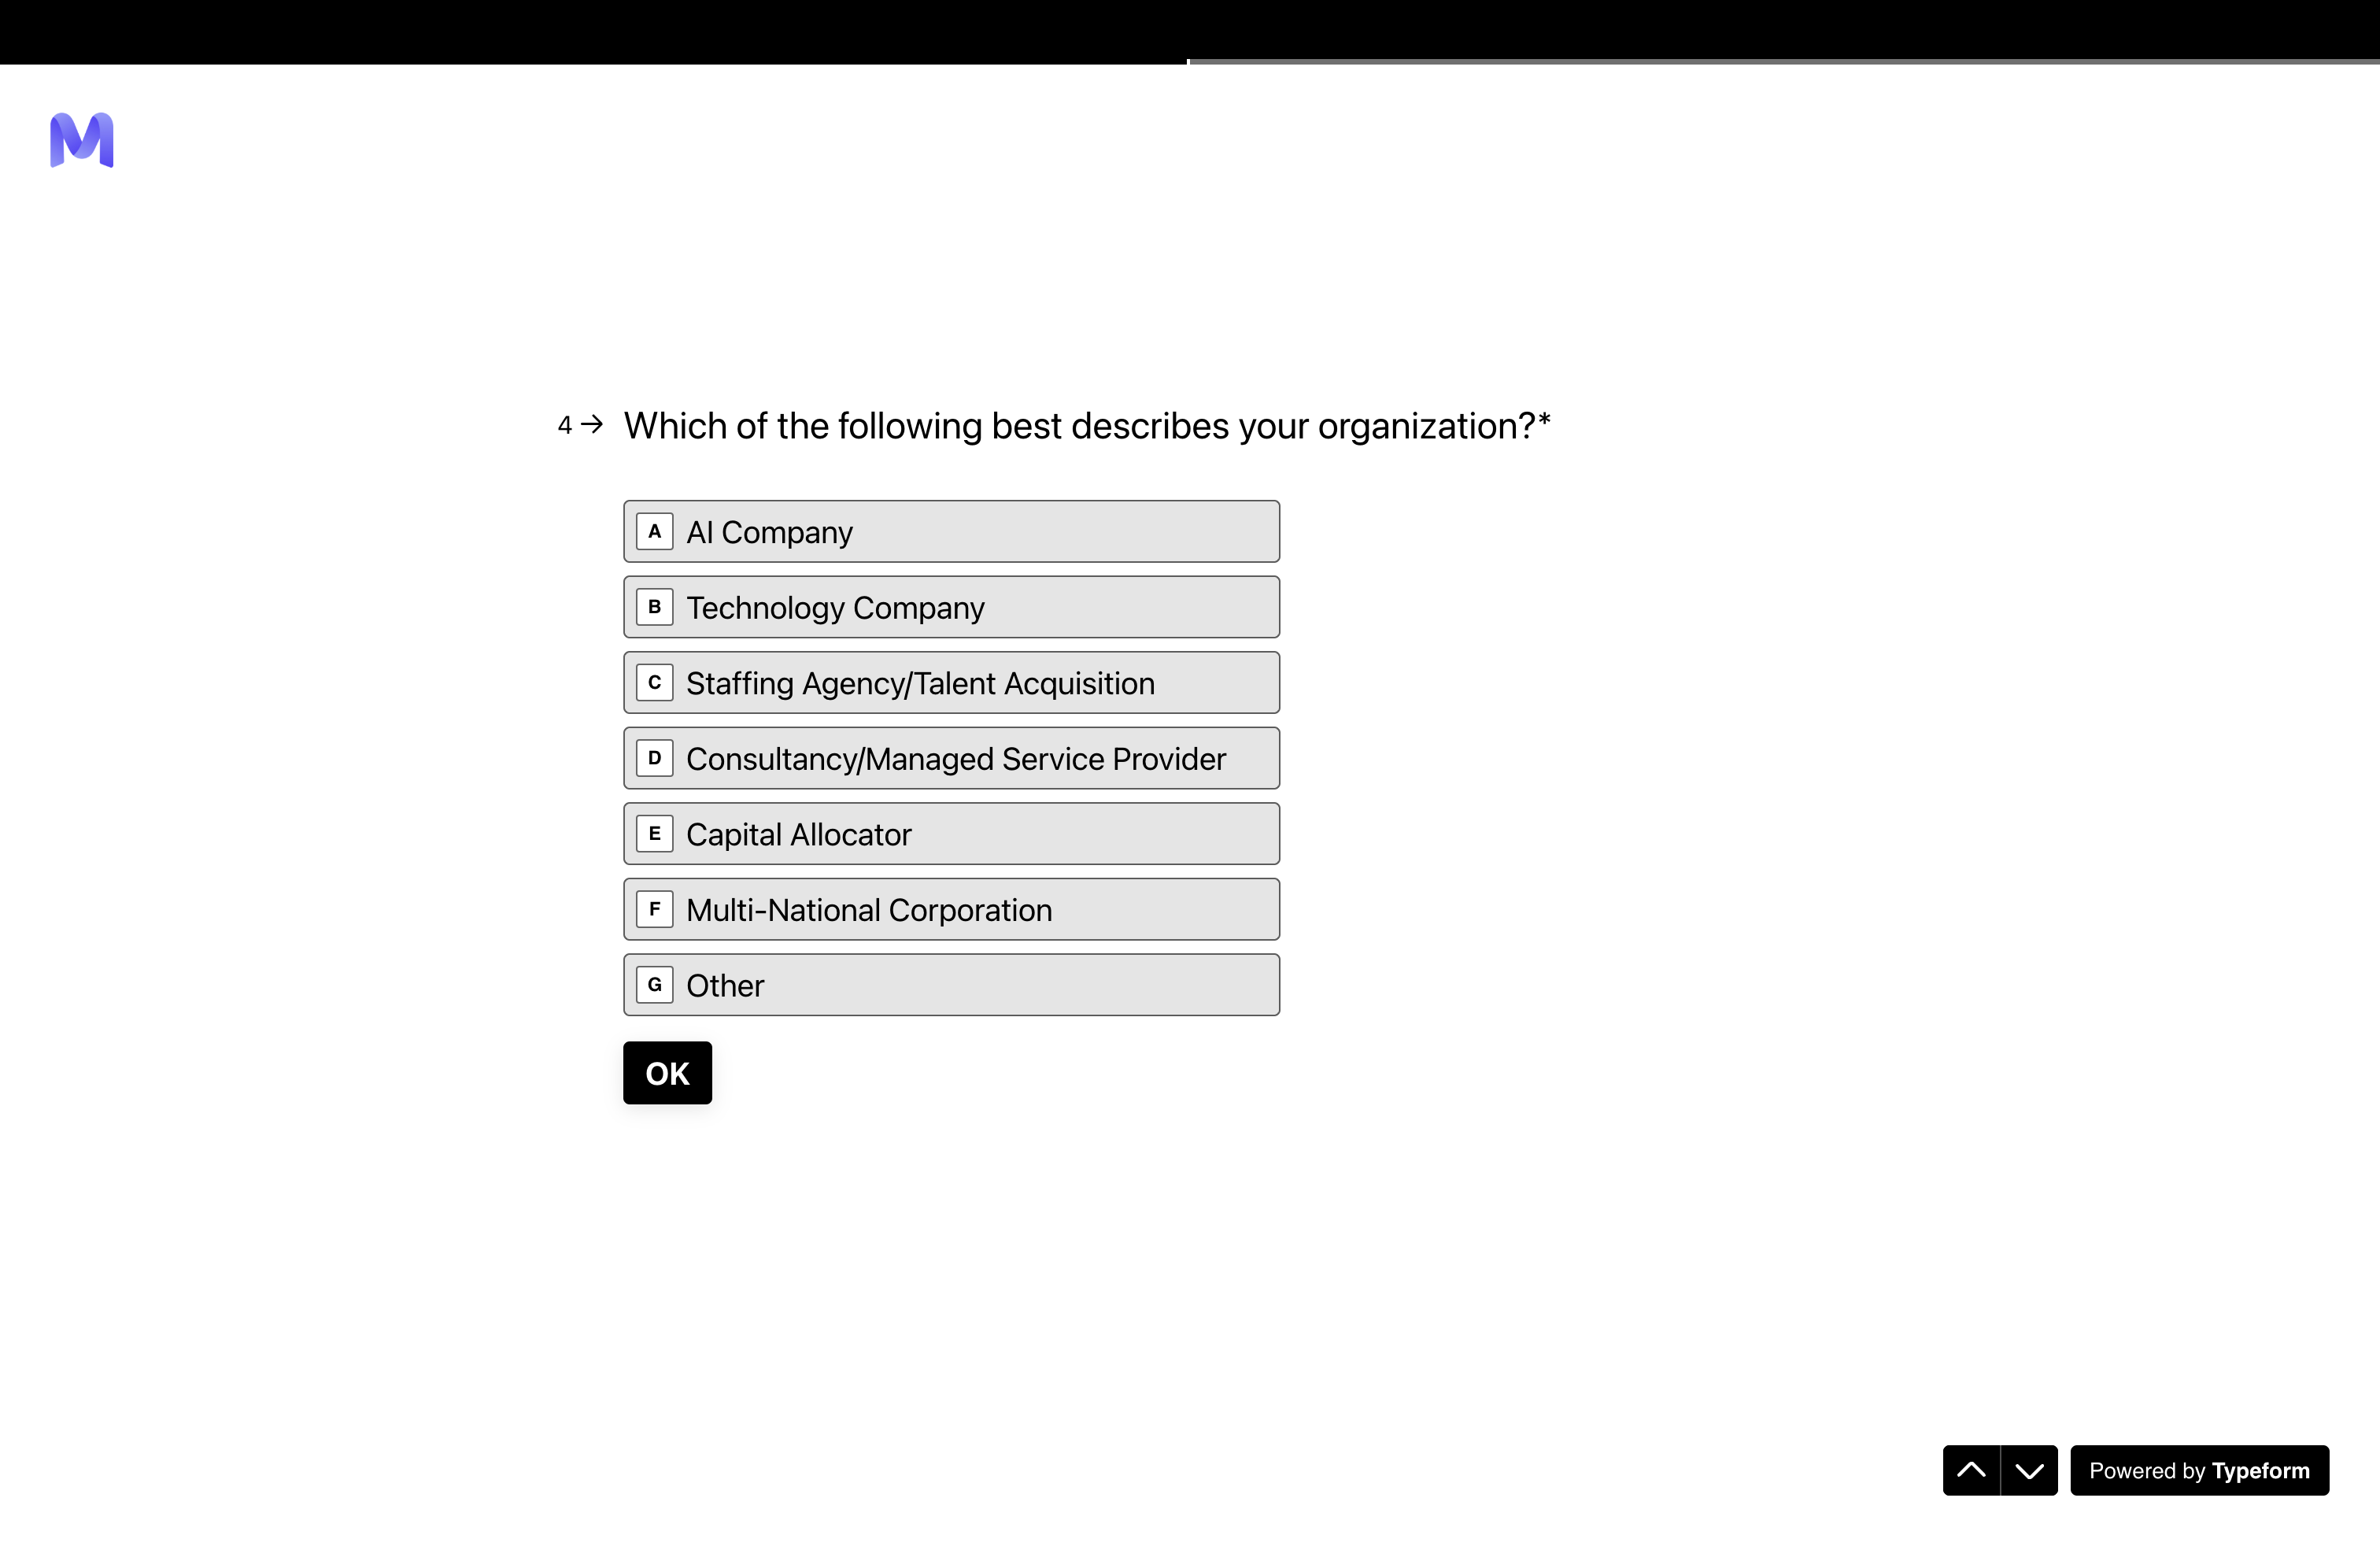 4 → Which of the following best describes your organization?*
A AI Company
B Technology Company
C Staffing Agency/Talent Acquisition
D Consultancy/Managed Service Provider
E Capital Allocator
F Multi-National Corporation
G Other
OK
Powered by Typeform